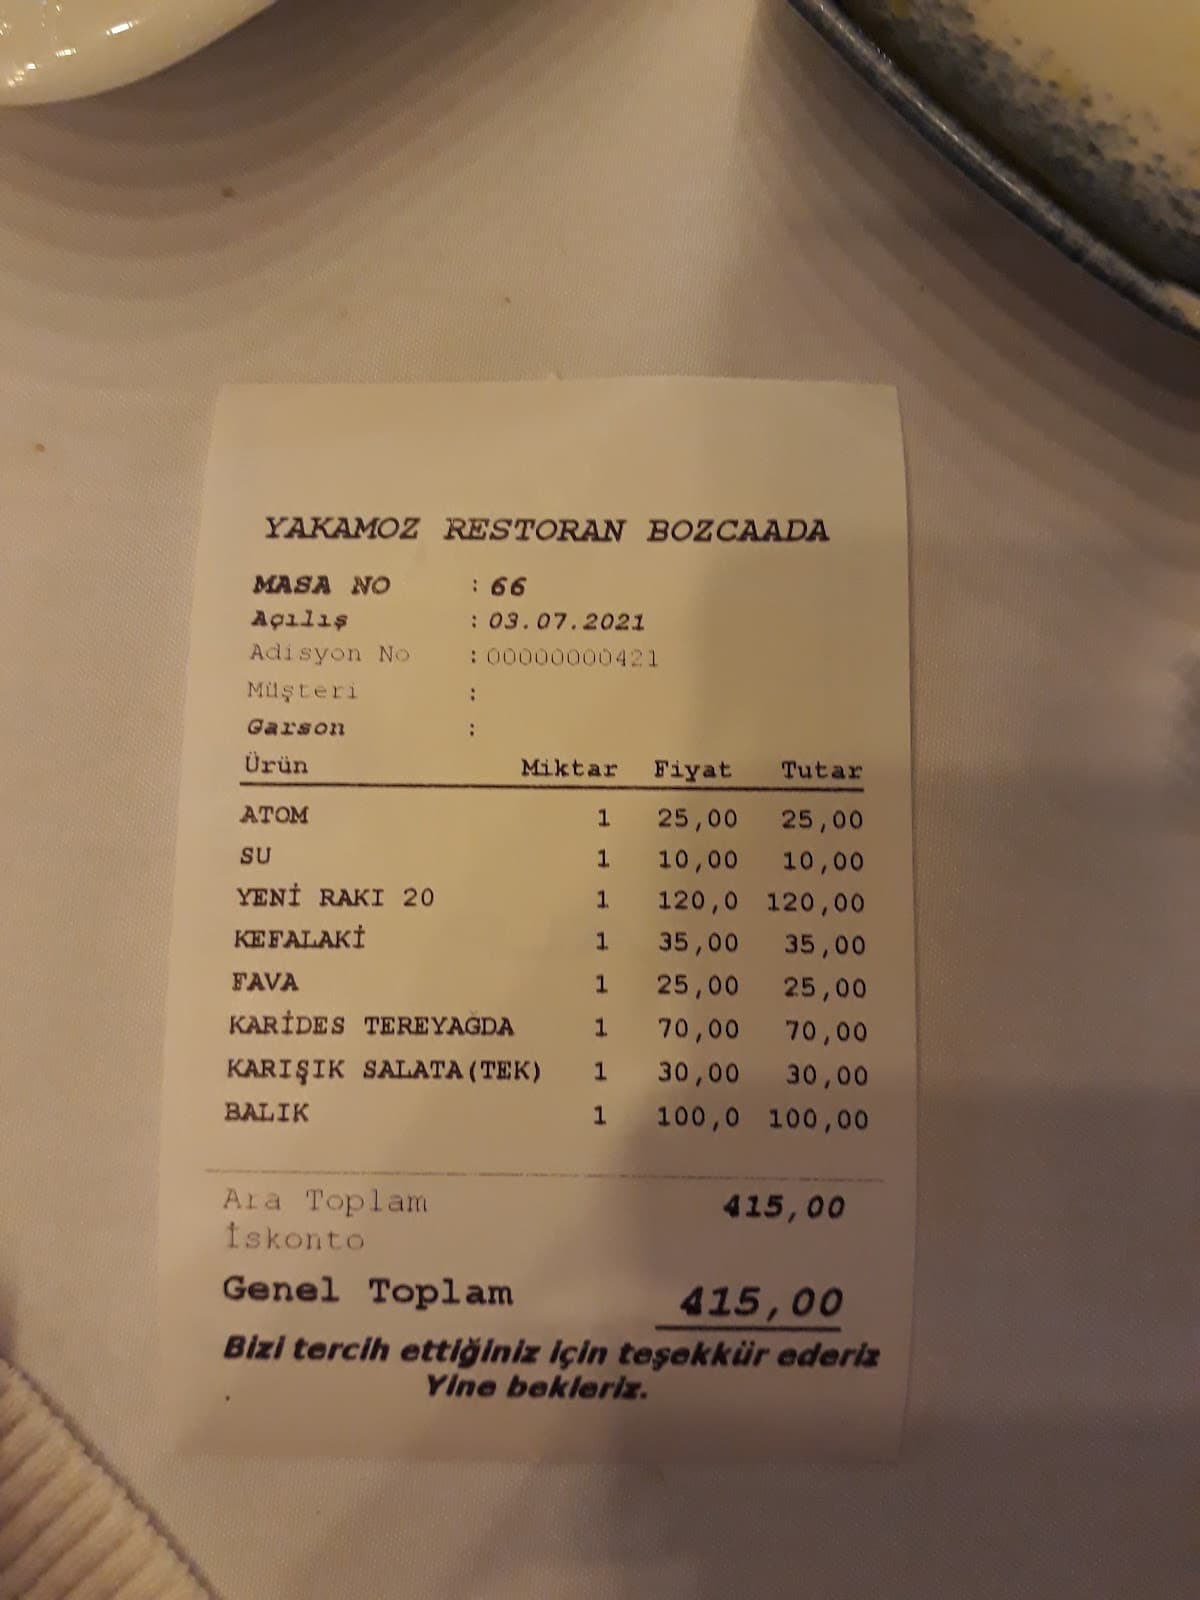 YAKAMOZ RESTORAN BOZCAADA
MASA NO : 66
Açılış : 03.07.2021
Adisyon No : 00000000421
Müşteri :
Garson :
Ürün Miktar Fiyat Tutar
ATOM 1 25,00 25,00
SU 1 10,00 10,00
YENİ RAKI 20 1 120,0 120,00
KEFALAKİ 1 35,00 35,00
FAVA 1 25,00 25,00
KARİDES TEREYAĞDA 1 70,00 70,00
KARIŞIK SALATA(TEK) 1 30,00 30,00
BALIK 1 100,0 100,00
Ara Toplam 415,00
İskonto
Genel Toplam 415,00
Bizi tercih ettiğiniz için teşekkür ederiz
Yine bekleriz.